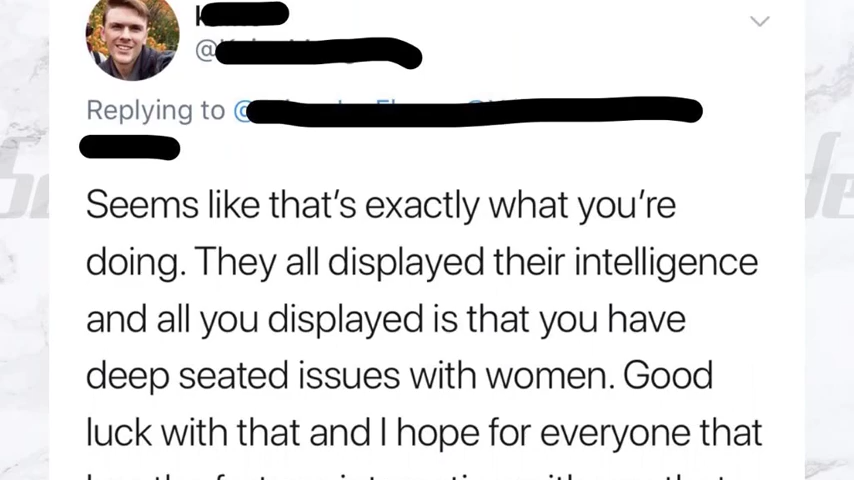 Replying to
Seems like that's exactly what you're
doing. They all displayed their intelligence
and all you displayed is that you have
deep seated issues with women. Good
luck with that and I hope for everyone that